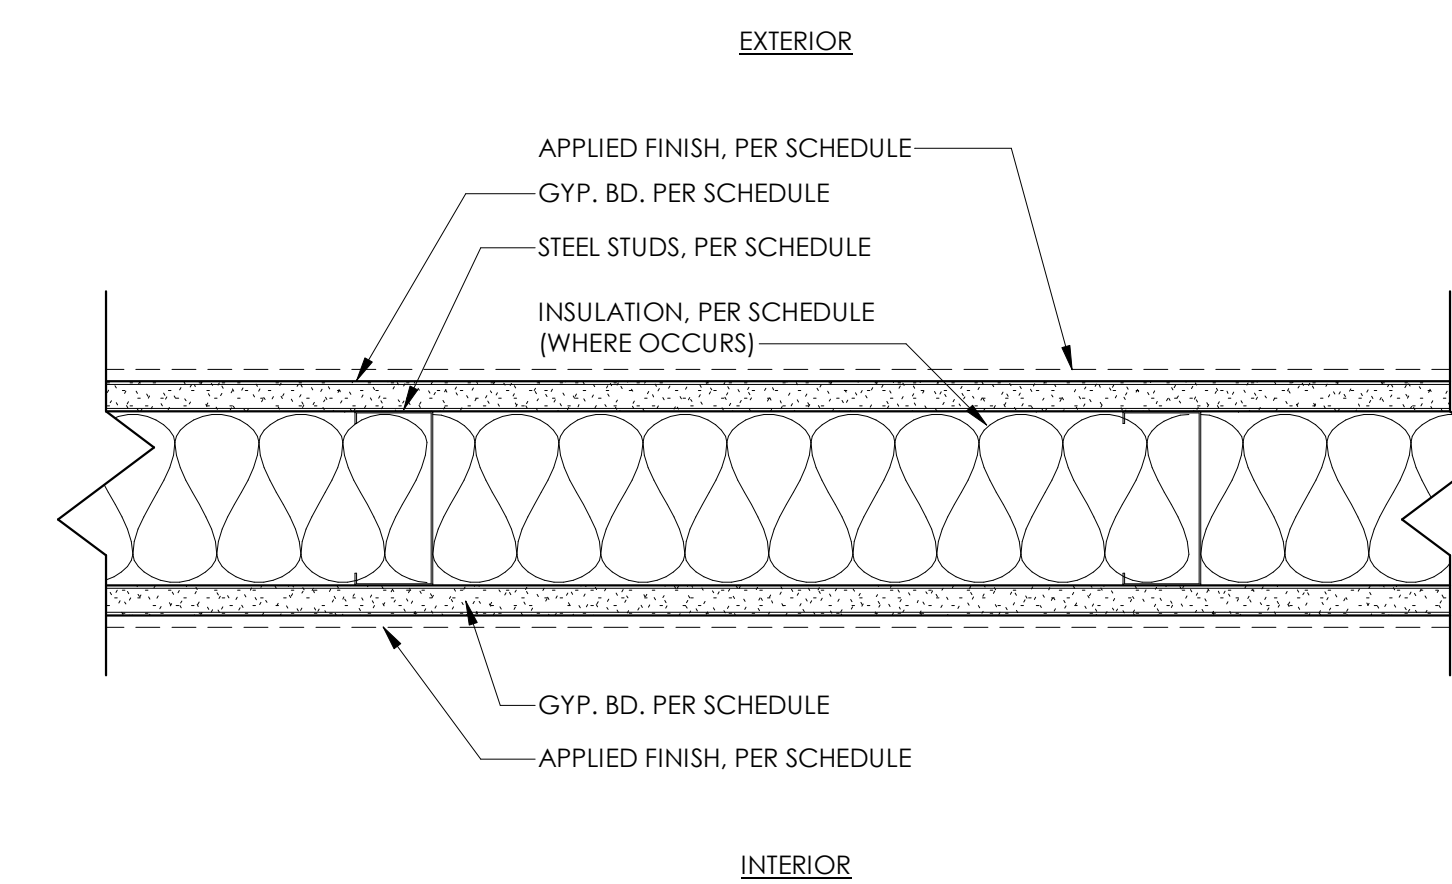 EXTERIOR
APPLIED FINISH, PER SCHEDULE
GYP. BD. PER SCHEDULE
STEEL STUDS, PER SCHEDULE
INSULATION, PER SCHEDULE
(WHERE OCCURS)
GYP. BD. PER SCHEDULE
APPLIED FINISH, PER SCHEDULE
INTERIOR